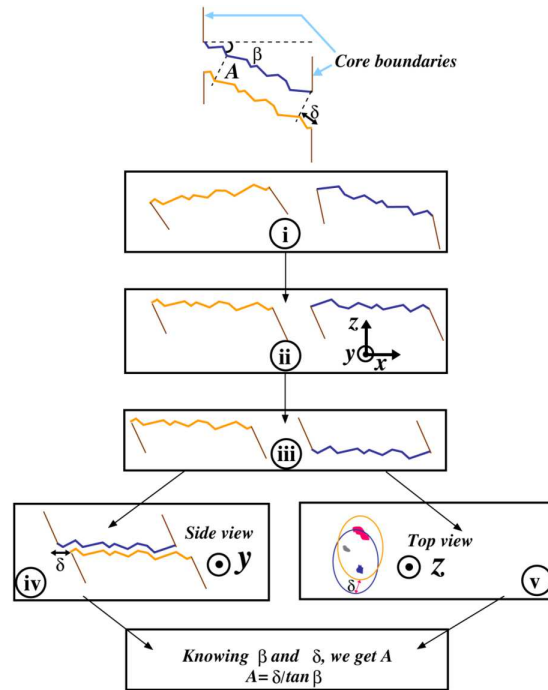 β
Core boundaries
A
δ
i
z
y
x
ii
iii
Side view
Top view
δ
y
z
δ
iv
v
Knowing β and δ, we get A
A= δ/tan β